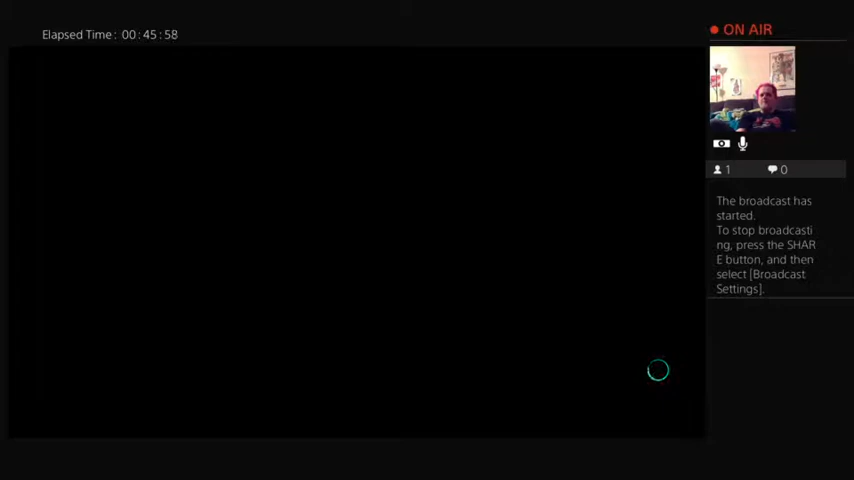 Elapsed Time: 00:45:58
ON AIR
1 0
The broadcast has
started.
To stop broadcasti
ng, press the SHAR
E button, and then
select [Broadcast
Settings].